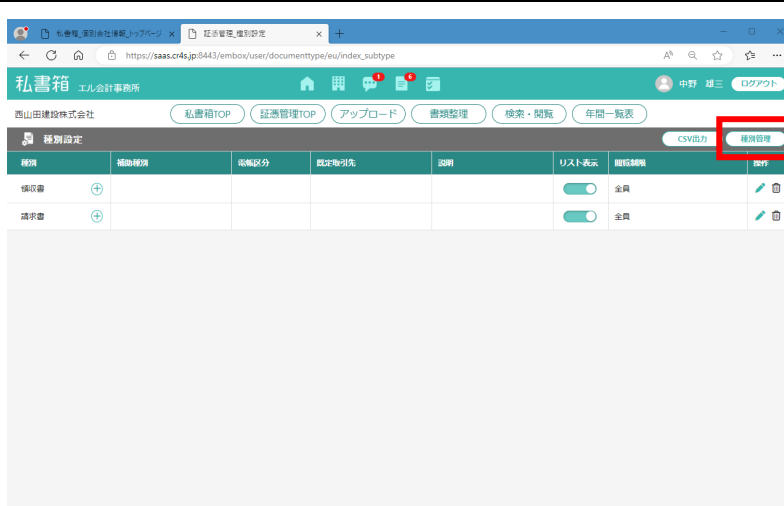 私書箱_個別会社情報_トップページ
証憑管理_種別設定
https://saas.cr4s.jp:8443/embox/user/documenttype/eu/index_subtype
私書箱 エル会計事務所
1
6
中野 雄三 ログアウト
西山田建設株式会社 私書箱TOP 証憑管理TOP アップロード 書類整理 検索・閲覧 年間一覧表
種別設定 CSV出力 種別管理
種別 補助種別 電帳区分 既定取引先 説明 リスト表示 閲覧制限 操作
領収書 全員
請求書 全員